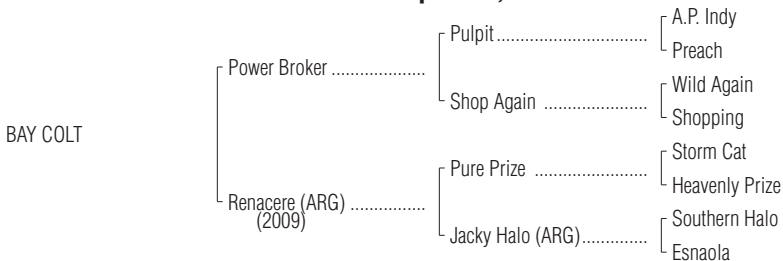 A.P. Indy
Pulpit
Preach
Power Broker
Wild Again
Shop Again
Shopping
BAY COLT
Storm Cat
Pure Prize
Heavenly Prize
Renacere (ARG)
(2009)
Southern Halo
Jacky Halo (ARG)
Esnaola